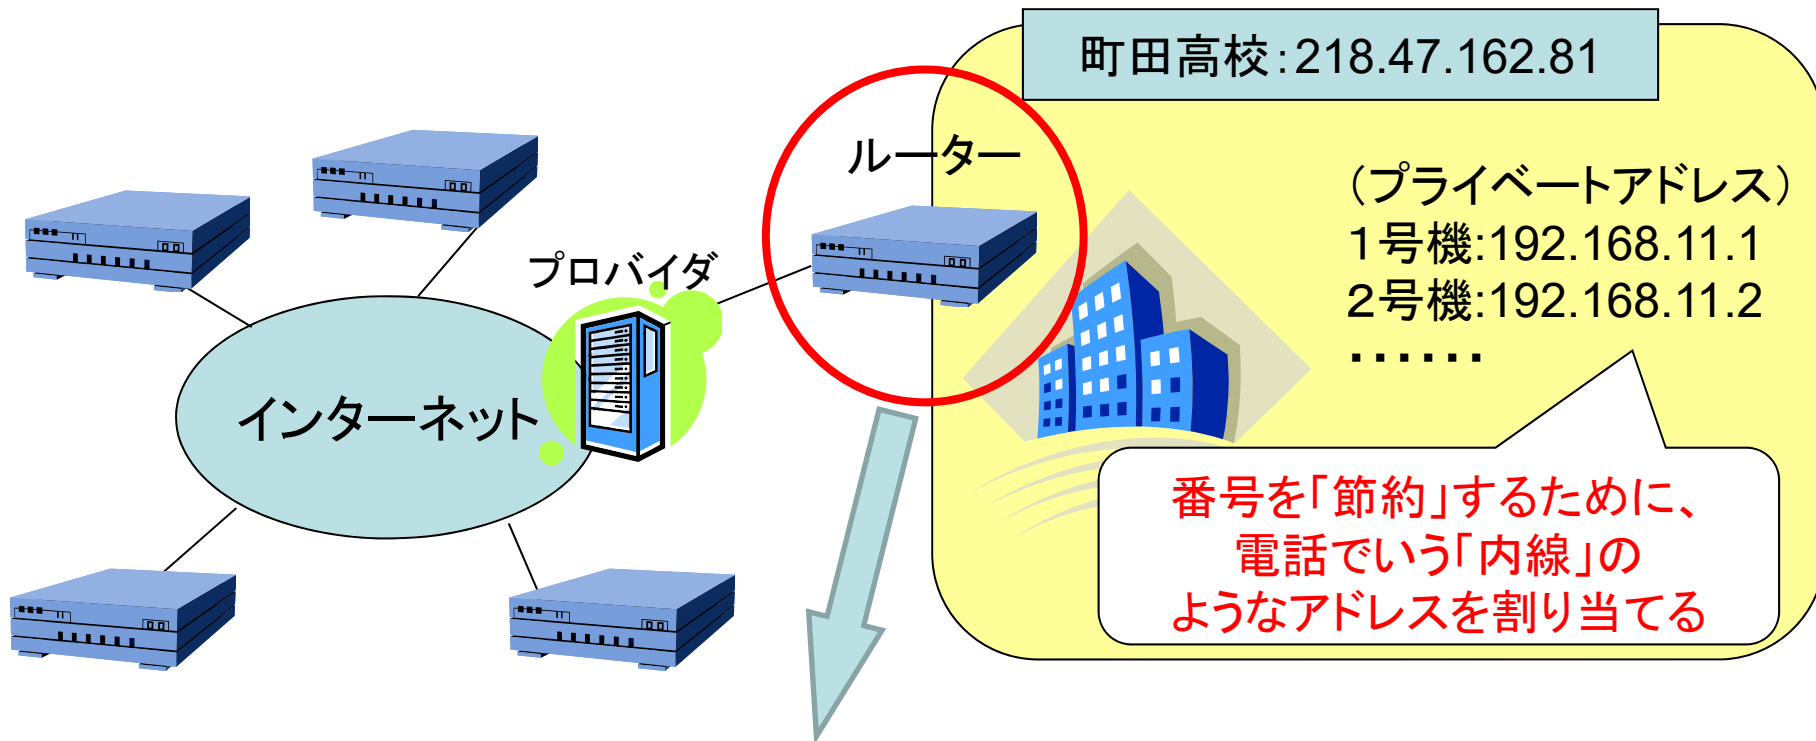 町田高校:218.47.162.81
ルーター
(プライベートアドレス)
１号機:192.168.11.1
２号機:192.168.11.2
・・・・・・
プロバイダ
インターネット
番号を｢節約｣するために、
電話でいう｢内線｣の
ようなアドレスを割り当てる